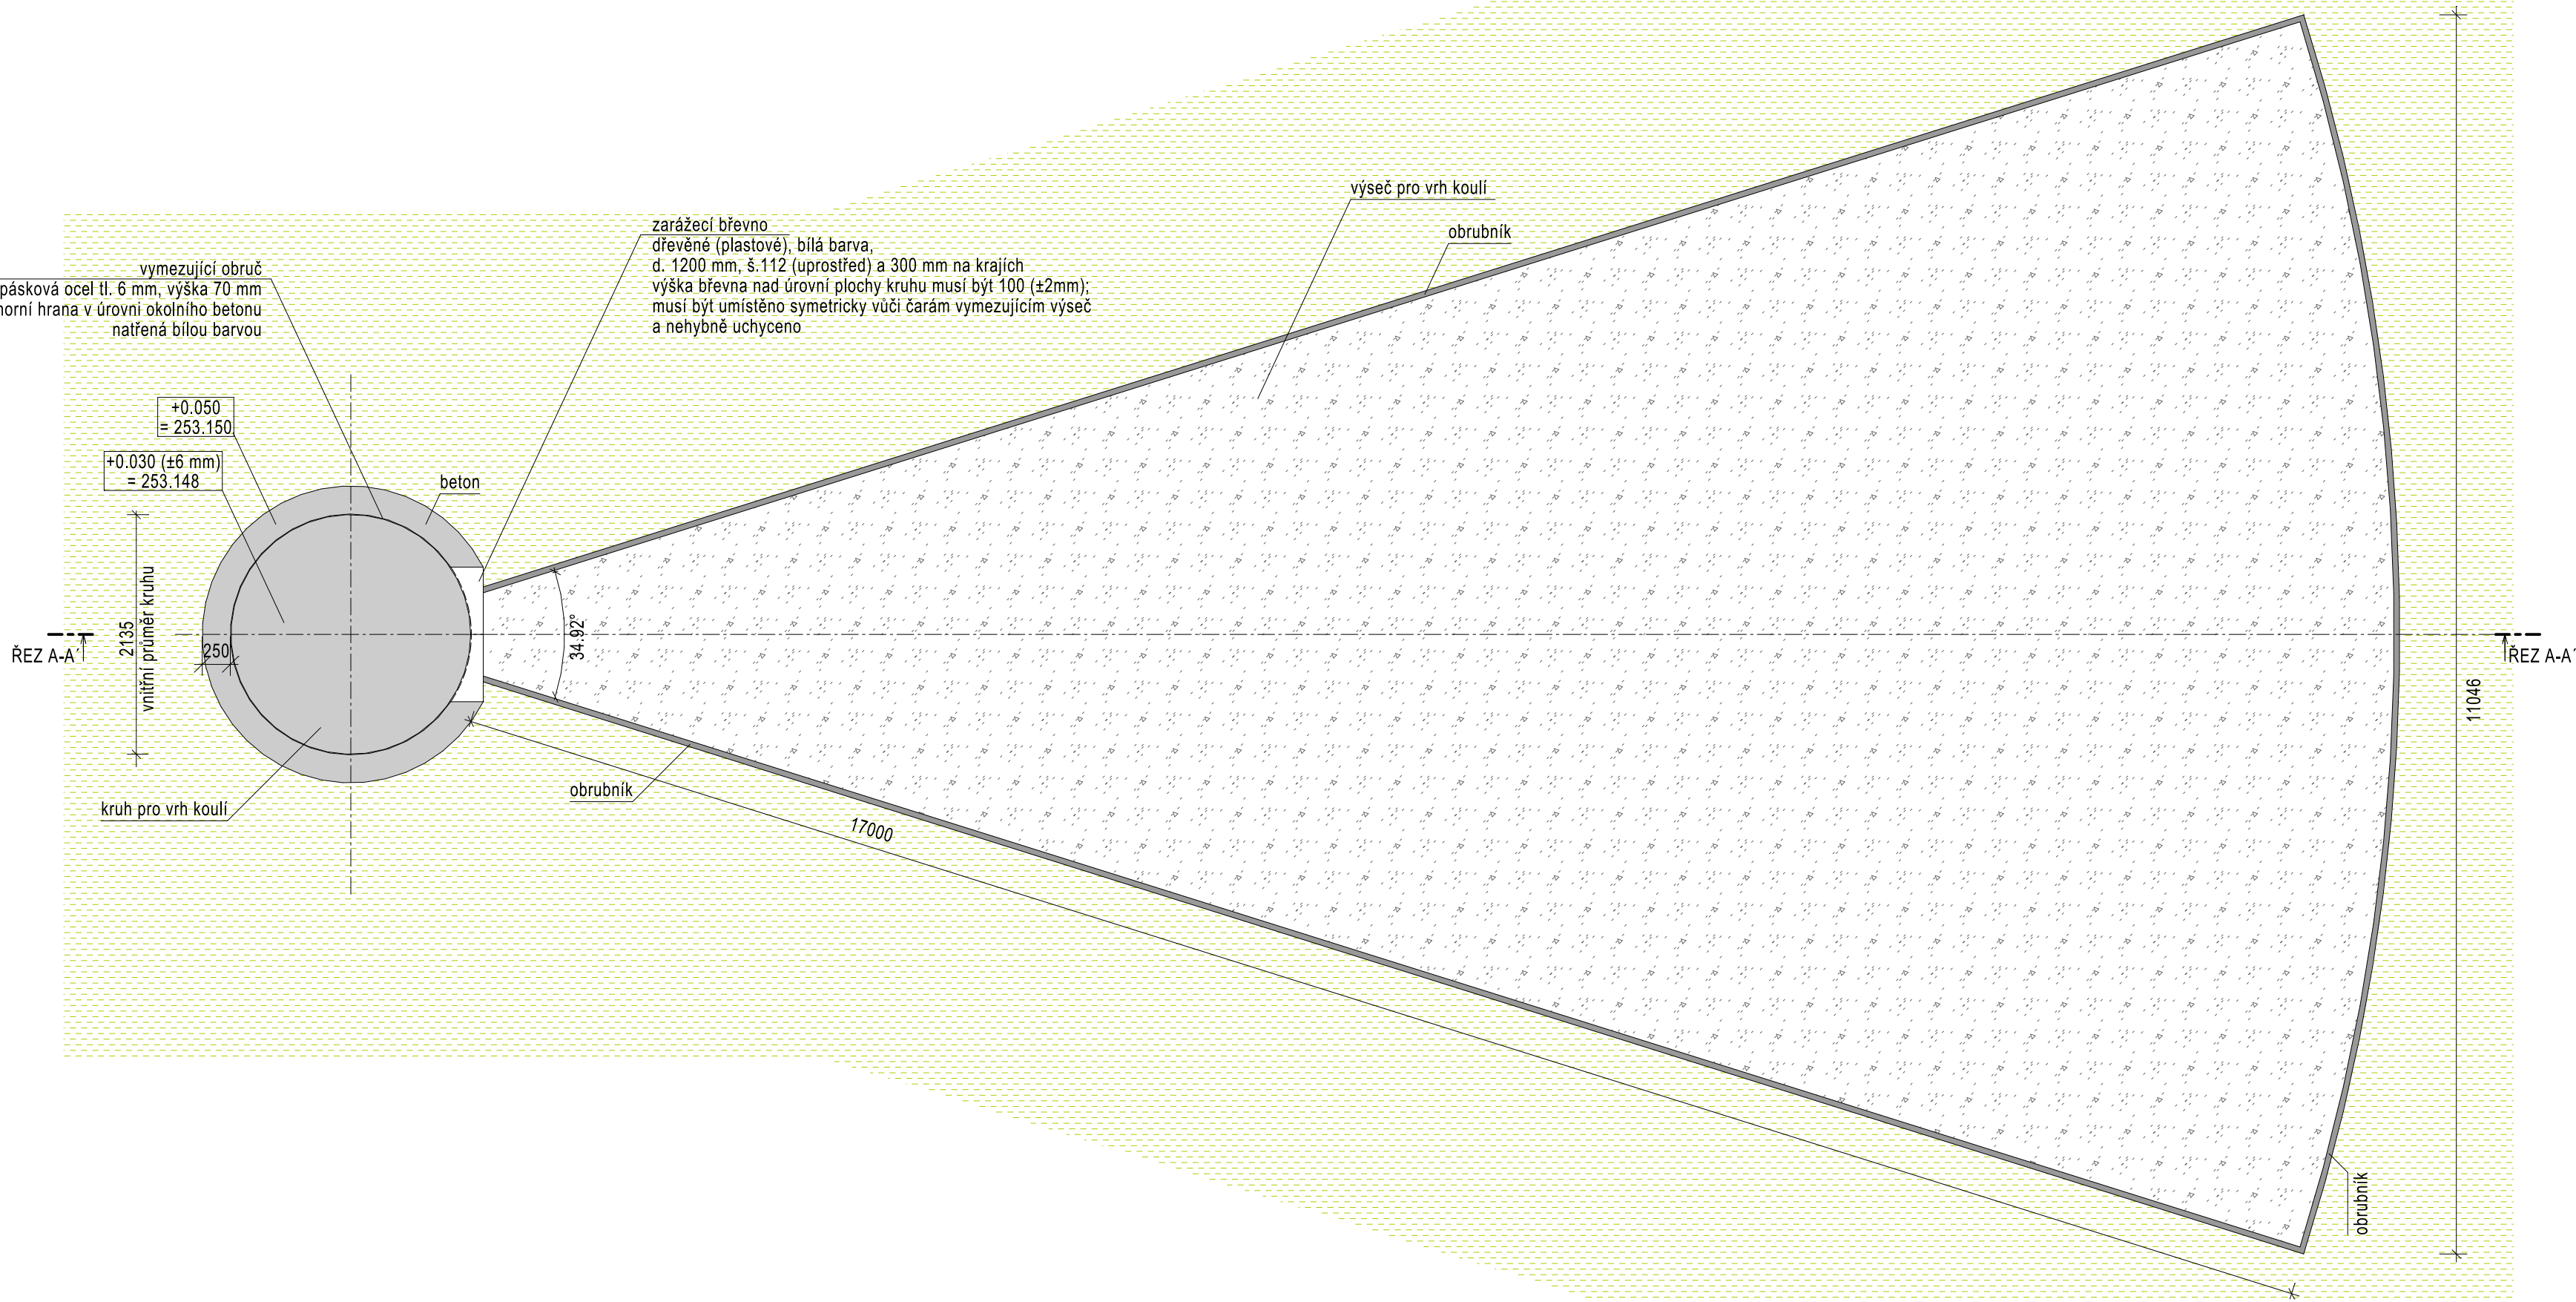 výseč pro vrh koulí
obrubník
zarážecí břevno
dřevěné (plastové), bílá barva,
d. 1200 mm, š.112 (uprostřed) a 300 mm na krajích
výška břevna nad úrovní plochy kruhu musí být 100 (±2mm);
musí být umístěno symetricky vůči čarám vymezujícím výseč
a nehybně uchyceno
vymezující obruč
pásková ocel tl. 6 mm, výška 70 mm
horní hrana v úrovni okolního betonu
natřená bílou barvou
+0.050
= 253.150
+0.030 (±6 mm)
= 253.148
beton
2135
vnitřní průměr kruhu
250
34.92°
ŘEZ A-A´
ŘEZ A-A´
11046
kruh pro vrh koulí
obrubník
17000
obrubník